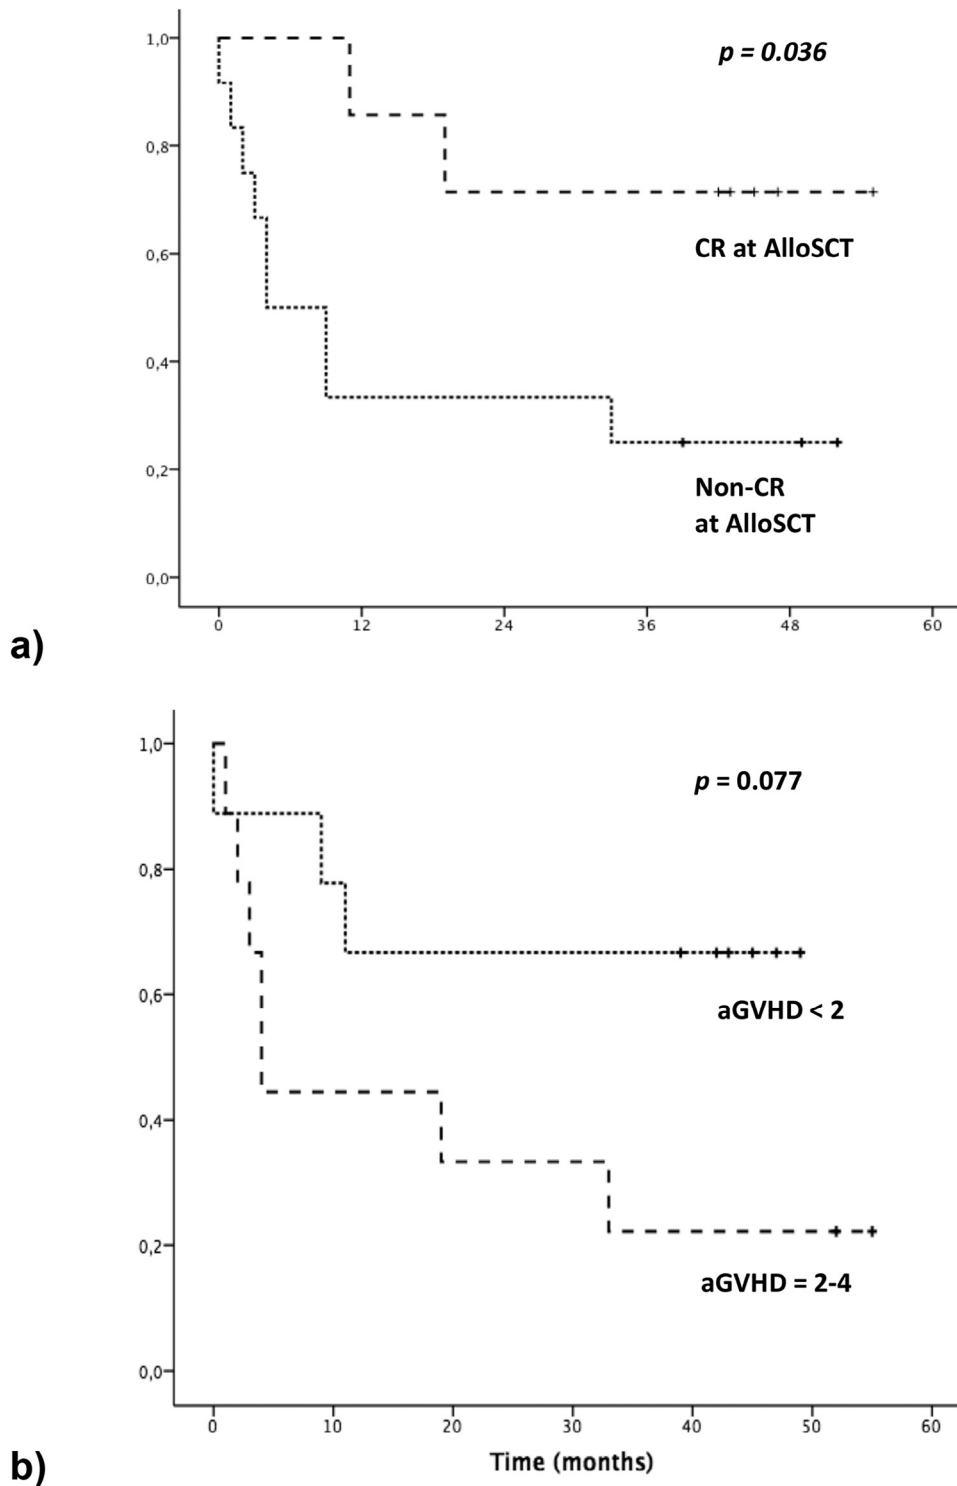 1,0
p = 0.036
0,8
CR at AlloSCT
0,6
0,4
Non-CR
at AlloSCT
0,2
0,0
0 12 24 36 48 60
a)
1,0
p = 0.077
0,8
0,6
aGVHD < 2
0,4
0,2
aGVHD = 2-4
0,0
0 10 20 30 40 50 60
Time (months)
b)